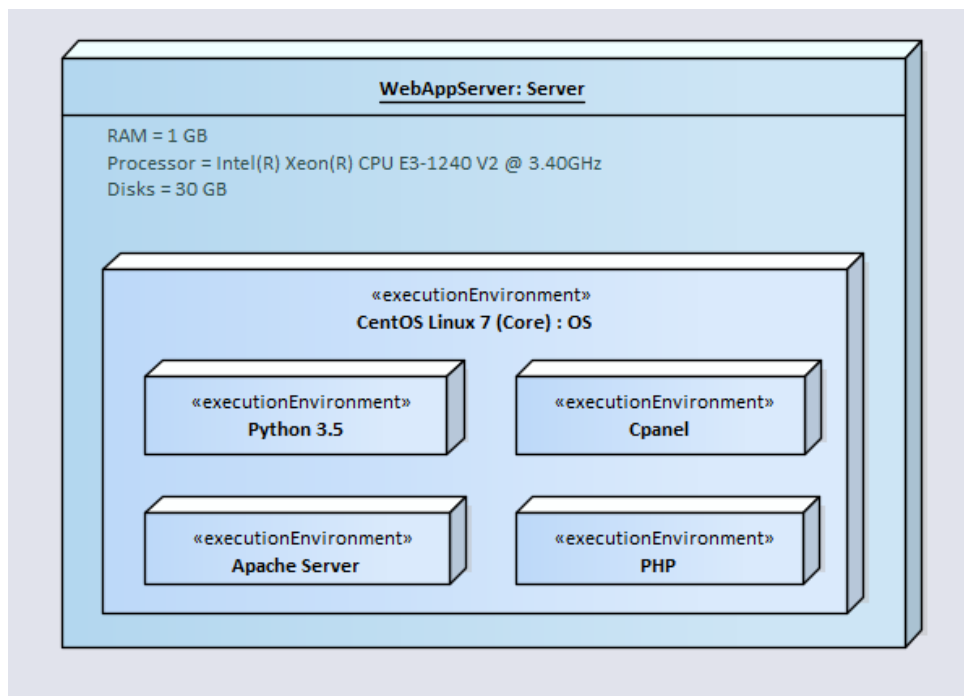 WebAppServer: Server
RAM = 1 GB
Processor = Intel(R) Xeon(R) CPU E3-1240 V2 @ 3.40GHz
Disks = 30 GB
«executionEnvironment»
CentOS Linux 7 (Core) : OS
«executionEnvironment»
Python 3.5
«executionEnvironment»
Cpanel
«executionEnvironment»
Apache Server
«executionEnvironment»
PHP